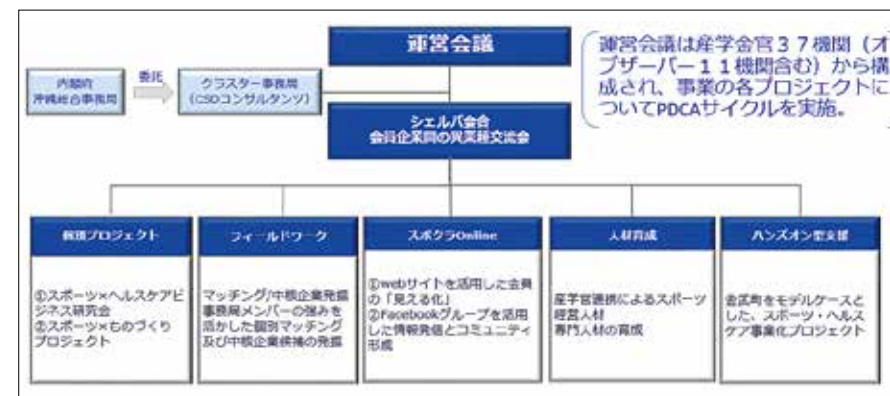 運営会議
運営会議は産学金官37機関(オ
ブザーバー11機関含む)から構
成され、事業の各プロジェクトに
ついてPDCAサイクルを実施。
内閣府
沖縄総合事務局
委託
クラスター事務局
(CSDコンサルタンツ)
シェルパ会合
会員企業間の異業種交流会
個別プロジェクト
①スポーツ×ヘルスケアビ
ジネス研究会
②スポーツ×ものづくり
プロジェクト
フィールドワーク
マッチング/中核企業発掘
事務局メンバーの強みを
活かした個別マッチング
及び中核企業候補の発掘
スポクラOnline
①webサイトを活用した会員
の「見える化」
②Facebookグループを活用
した情報発信とコミュニティ
形成
人材育成
産学官連携によるスポーツ
経営人材
専門人材の育成
ハンズオン型支援
金武町をモデルケースと
した、スポーツ・ヘルス
ケア事業化プロジェクト